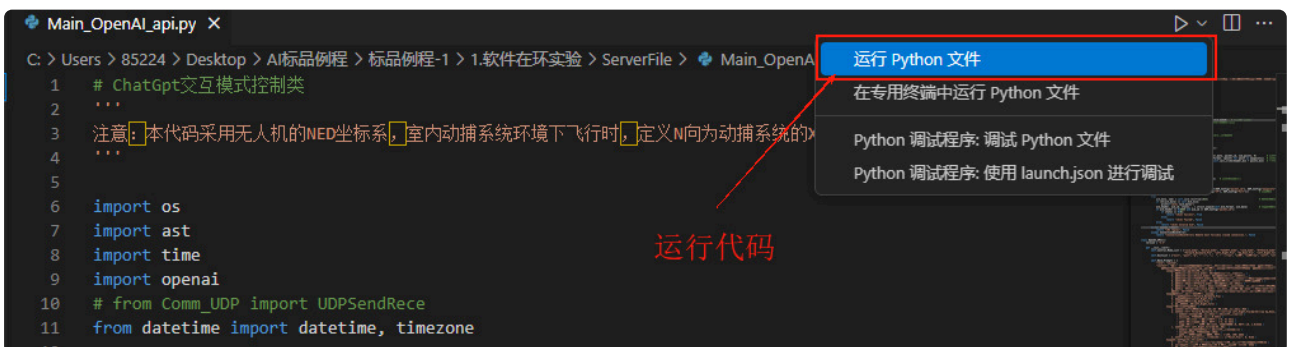 Main_OpenAI_api.py
C: > Users > 85224 > Desktop > AI标品例程 > 标品例程-1 > 1.软件在环实验 > ServerFile > Main_OpenA
运行 Python 文件
在专用终端中运行 Python 文件
Python 调试程序: 调试 Python 文件
Python 调试程序: 使用 launch.json 进行调试
1 # ChatGpt交互模式控制类
2 '''
3 注意：本代码采用无人机的NED坐标系，室内动捕系统环境下飞行时，定义N向为动捕系统的X
4 '''
5
6 import os
7 import ast
8 import time
9 import openai
10 # from Comm_UDP import UDPSendRece
11 from datetime import datetime, timezone
运行代码